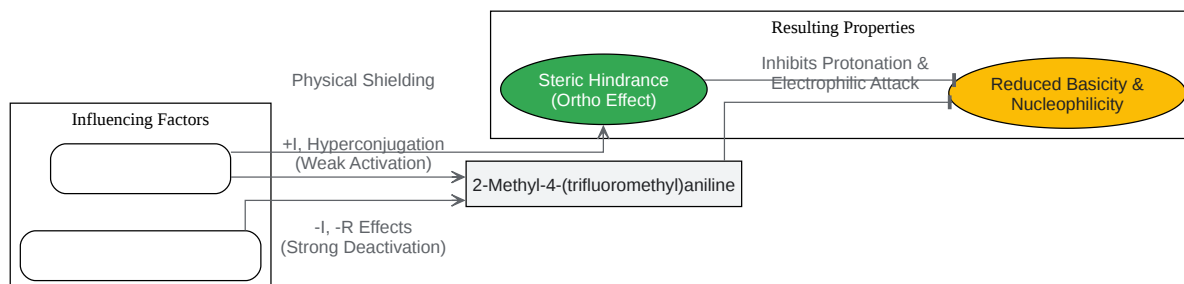 Resulting Properties
Physical Shielding
Steric Hindrance
(Ortho Effect)
Inhibits Protonation &
Electrophilic Attack
Reduced Basicity &
Nucleophilicity
Influencing Factors
+I, Hyperconjugation
(Weak Activation)
2-Methyl-4-(trifluoromethyl)aniline
-I, -R Effects
(Strong Deactivation)